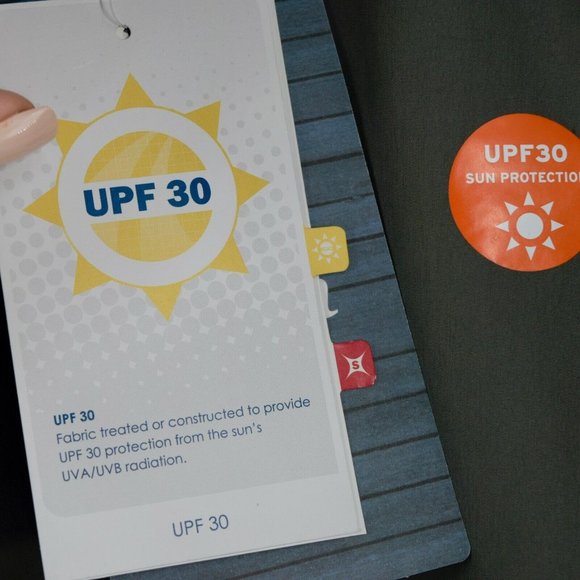 UPF 30
UPF 30
Fabric treated or constructed to provide
UPF 30 protection from the sun's
UVA/UVB radiation.
UPF 30
S
UPF30
SUN PROTECTION